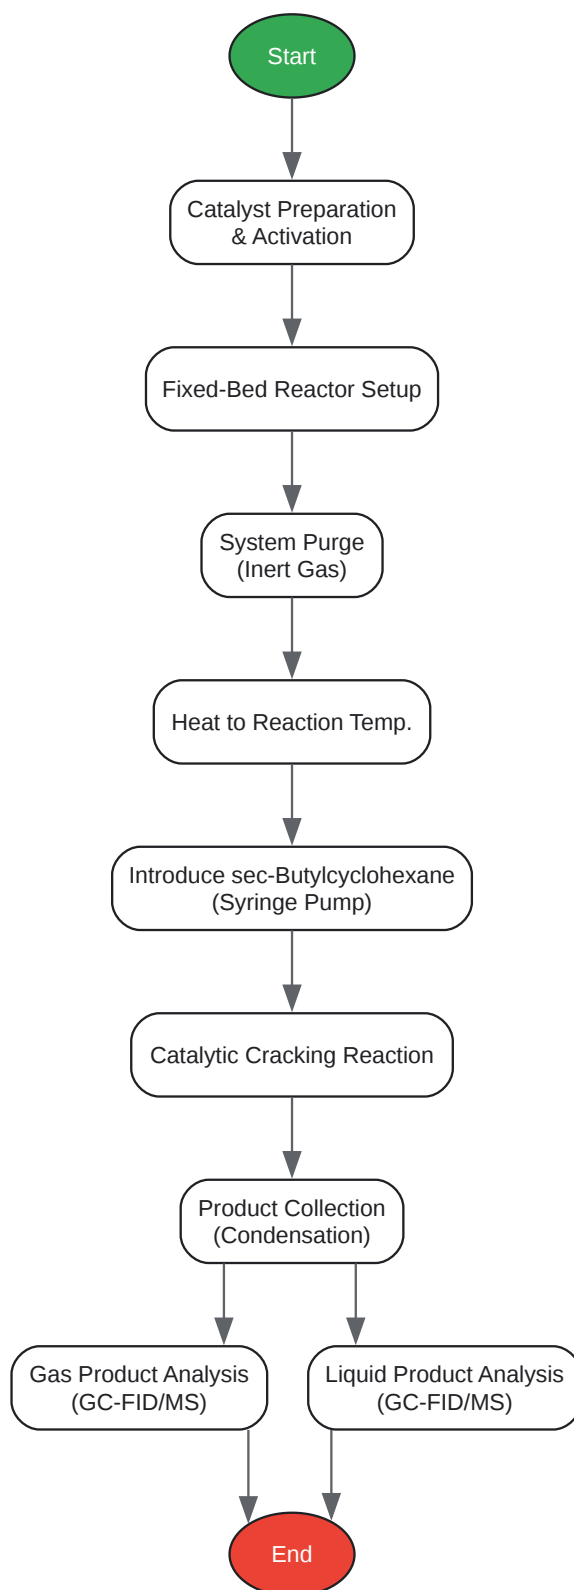 Start
Catalyst Preparation
& Activation
Fixed-Bed Reactor Setup
System Purge
(Inert Gas)
Heat to Reaction Temp.
Introduce sec-Butylcyclohexane
(Syringe Pump)
Catalytic Cracking Reaction
Product Collection
(Condensation)
Gas Product Analysis
(GC-FID/MS)
Liquid Product Analysis
(GC-FID/MS)
End